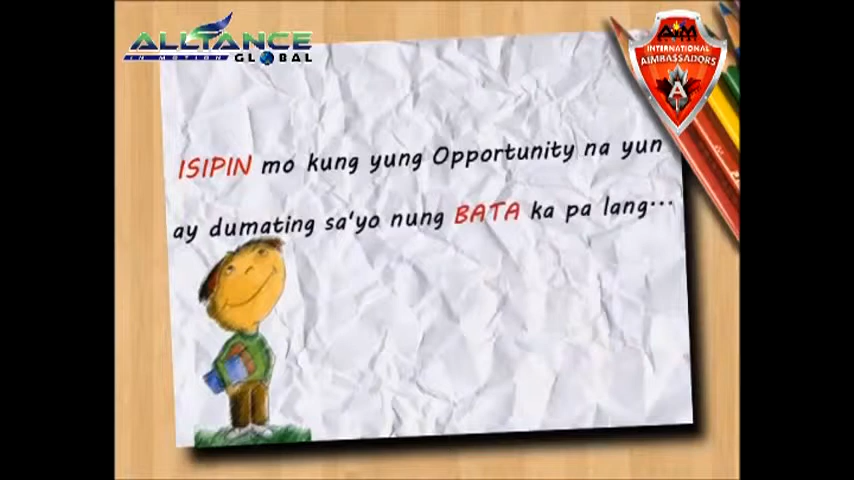 ALLIANCE
IN MOTION GLOBAL
AIM
INTERNATIONAL
AIMBASSADORS
A
ISIPIN mo kung yung Opportunity na yun
ay dumating sa'yo nung BATA ka pa lang...